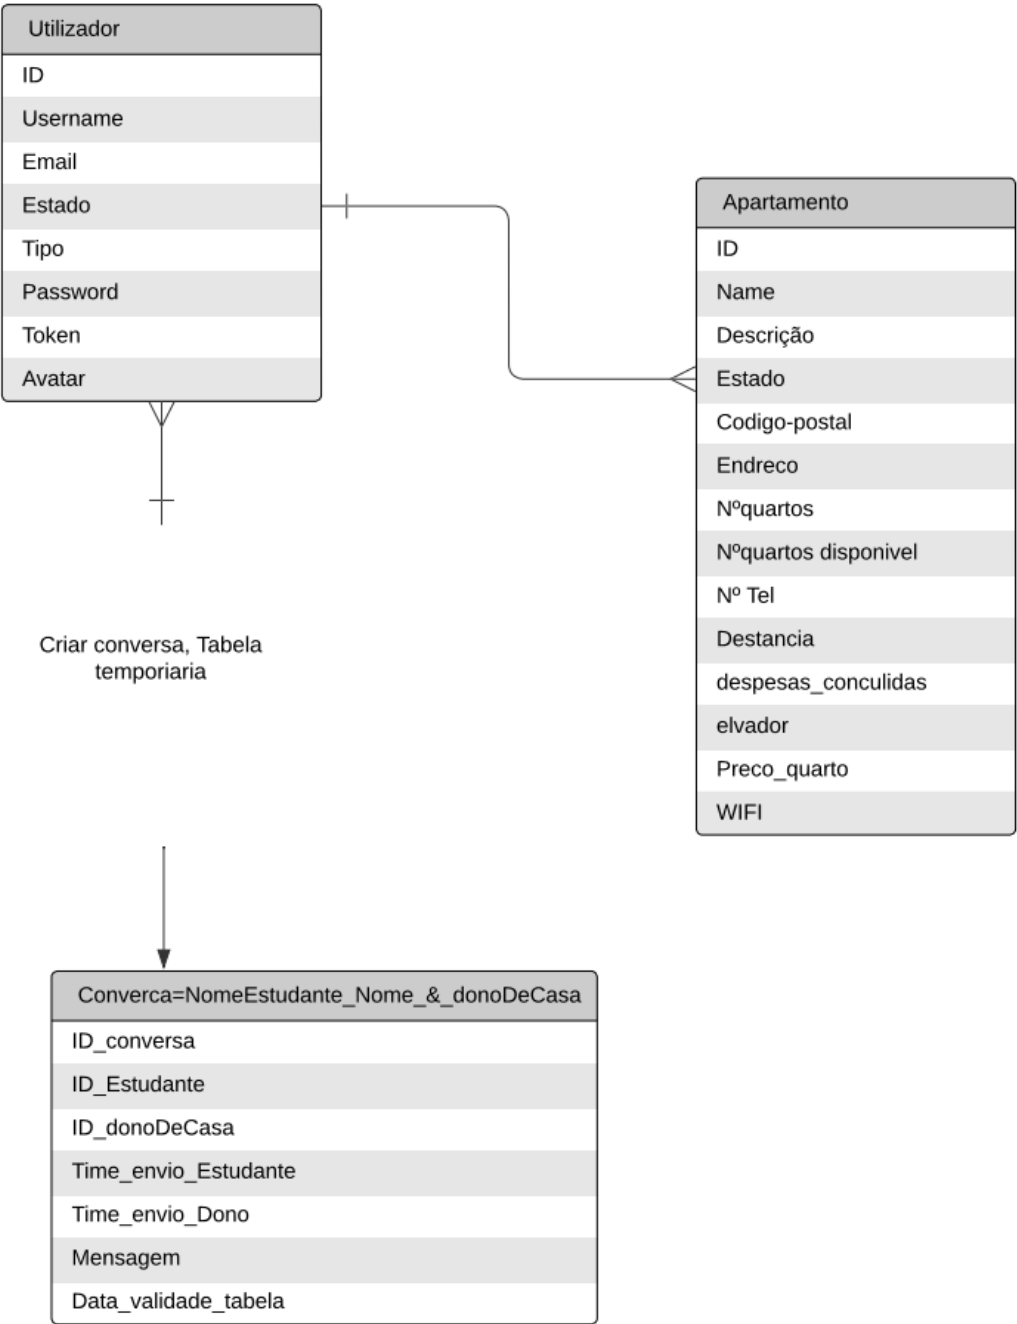 Utilizador
ID
Username
Email
Estado
Tipo
Password
Token
Avatar
Apartamento
ID
Name
Descrição
Estado
Codigo-postal
Endreco
Nºquartos
Nºquartos disponivel
Nº Tel
Destancia
despesas_conculidas
elvador
Preco_quarto
WIFI
Criar conversa, Tabela
temporiaria
Converca=NomeEstudante_Nome_&_donoDeCasa
ID_conversa
ID_Estudante
ID_donoDeCasa
Time_envio_Estudante
Time_envio_Dono
Mensagem
Data_validade_tabela